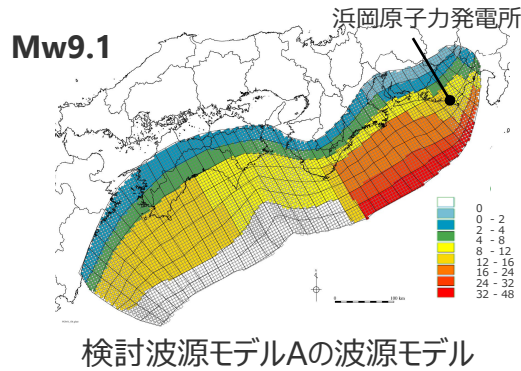 浜岡原子力発電所
Mw9.1
0
0 - 2
2 - 4
4 - 8
8 - 12
12 - 16
16 - 24
24 - 32
32 - 48
100 km
検討波源モデルAの波源モデル